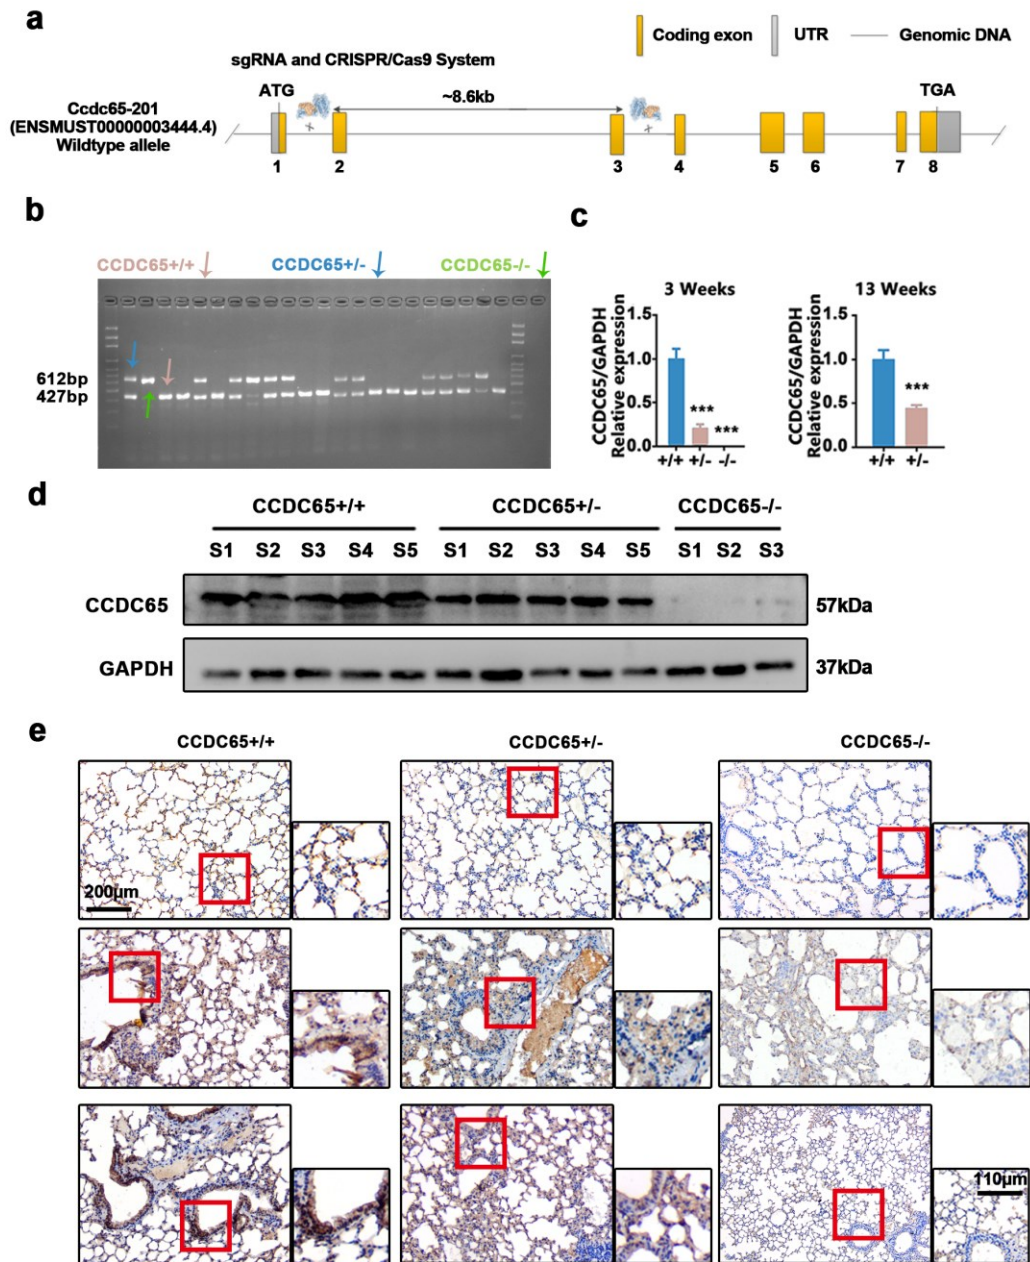 a
Coding exon UTR Genomic DNA
sgRNA and CRISPR/Cas9 System
ATG ~8.6kb TGA
Ccdc65-201
(ENSMUST00000003444.4)
Wildtype allele
1 2 3 4 5 6 7 8
b
CCDC65+/+ CCDC65+/- CCDC65-/-
612bp
427bp
c
3 Weeks
CCDC65/GAPDH
Relative expression
1.5
1.0
0.5
0.0
*** ***
+/+ +/- -/-
13 Weeks
CCDC65/GAPDH
Relative expression
1.5
1.0
0.5
0.0
***
+/+ +/-
d
CCDC65+/+ CCDC65+/- CCDC65-/-
S1 S2 S3 S4 S5 S1 S2 S3 S4 S5 S1 S2 S3
CCDC65 57kDa
GAPDH 37kDa
e
CCDC65+/+ CCDC65+/- CCDC65-/-
200μm
110μm